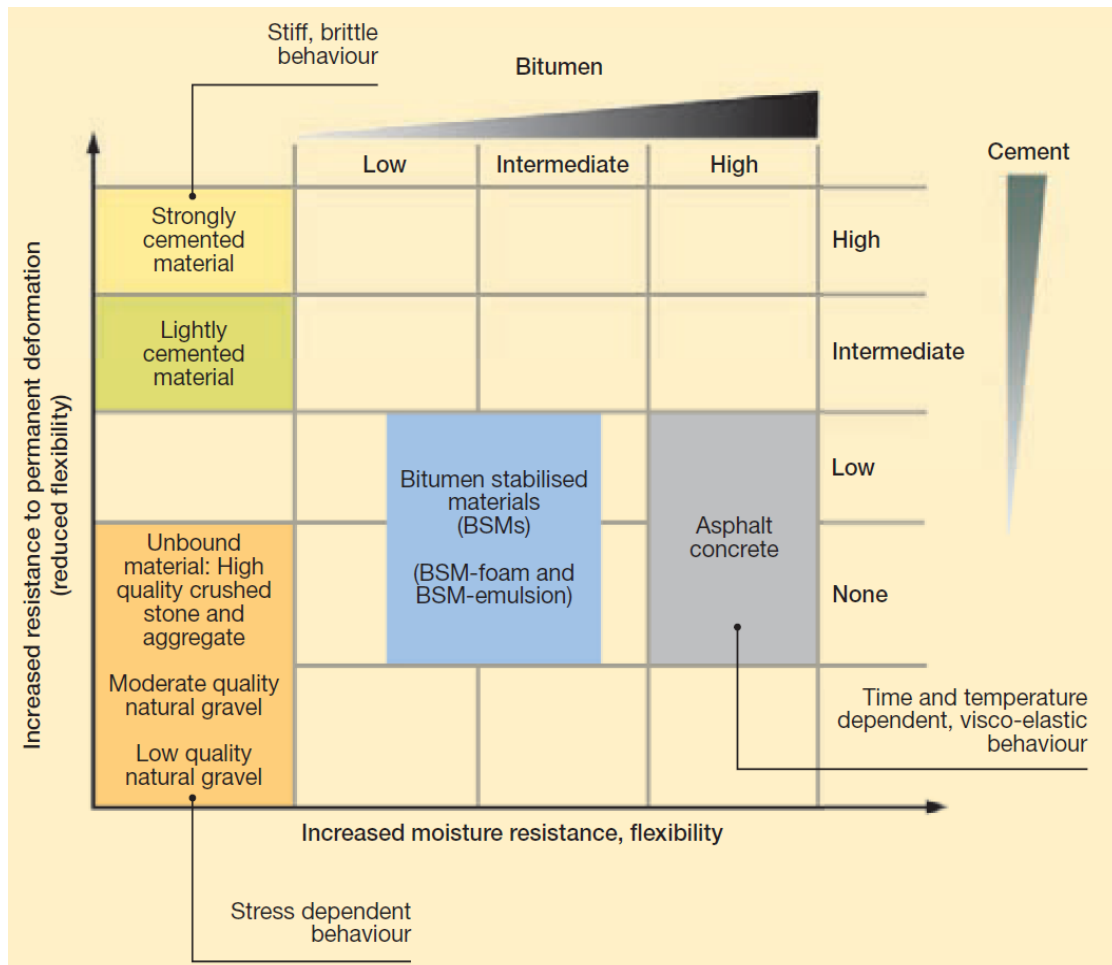 Stiff, brittle
behaviour
Bitumen
Low
Intermediate
High
Cement
Increased resistance to permanent deformation
(reduced flexibility)
Strongly
cemented
material
High
Lightly
cemented
material
Intermediate
Bitumen stabilised
materials
(BSMs)
(BSM-foam and
BSM-emulsion)
Asphalt
concrete
Low
None
Unbound
material: High
quality crushed
stone and
aggregate
Moderate quality
natural gravel
Low quality
natural gravel
Time and temperature
dependent, visco-elastic
behaviour
Increased moisture resistance, flexibility
Stress dependent
behaviour